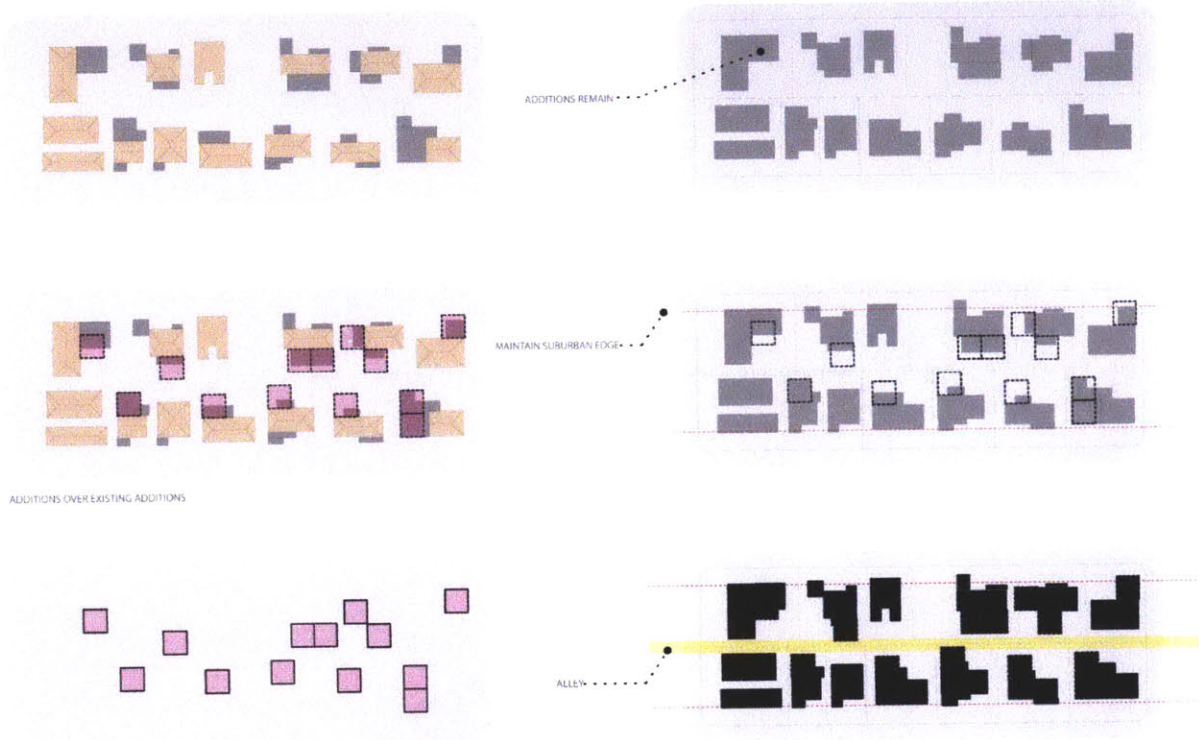 ADDITIONS REMAIN
MAINTAIN SUBURBAN EDGE
ADDITIONS OVER EXISTING ADDITIONS
ALLEY